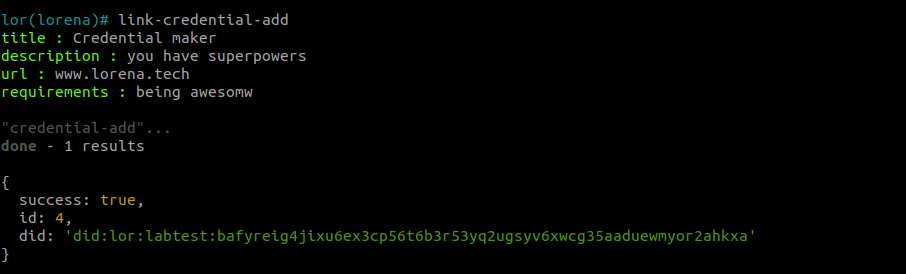 lor(lorena)# link-credential-add
title : Credential maker
description : you have superpowers
url : www.lorena.tech
requirements : being awesomw
"credential-add"...
done - 1 results
{
  success: true,
  id: 4,
  did: 'did:lor:labtest:bafyreig4jixu6ex3cp56t6b3r53yq2ugsyv6xwcg35aaduewmyor2ahkxa'
}